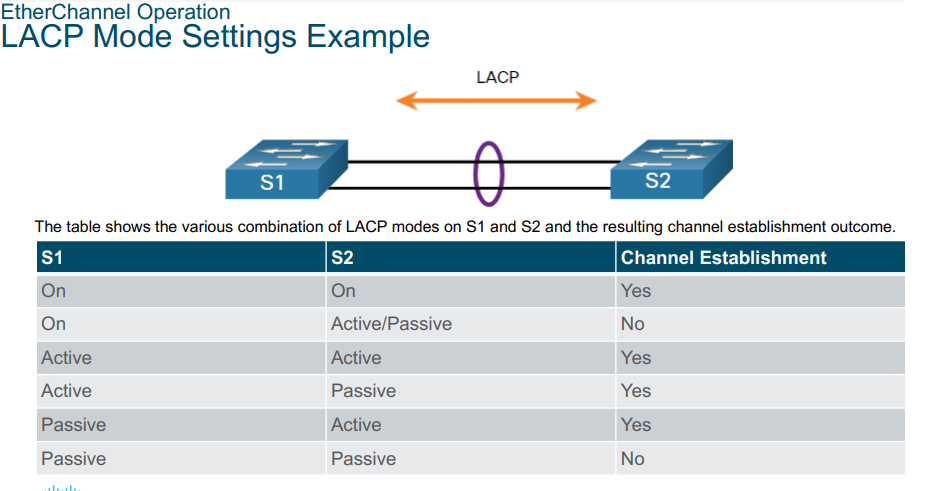 EtherChannel Operation
LACP Mode Settings Example
LACP
S1
S2
The table shows the various combination of LACP modes on S1 and S2 and the resulting channel establishment outcome.
S1 S2 Channel Establishment
On On Yes
On Active/Passive No
Active Active Yes
Active Passive Yes
Passive Active Yes
Passive Passive No